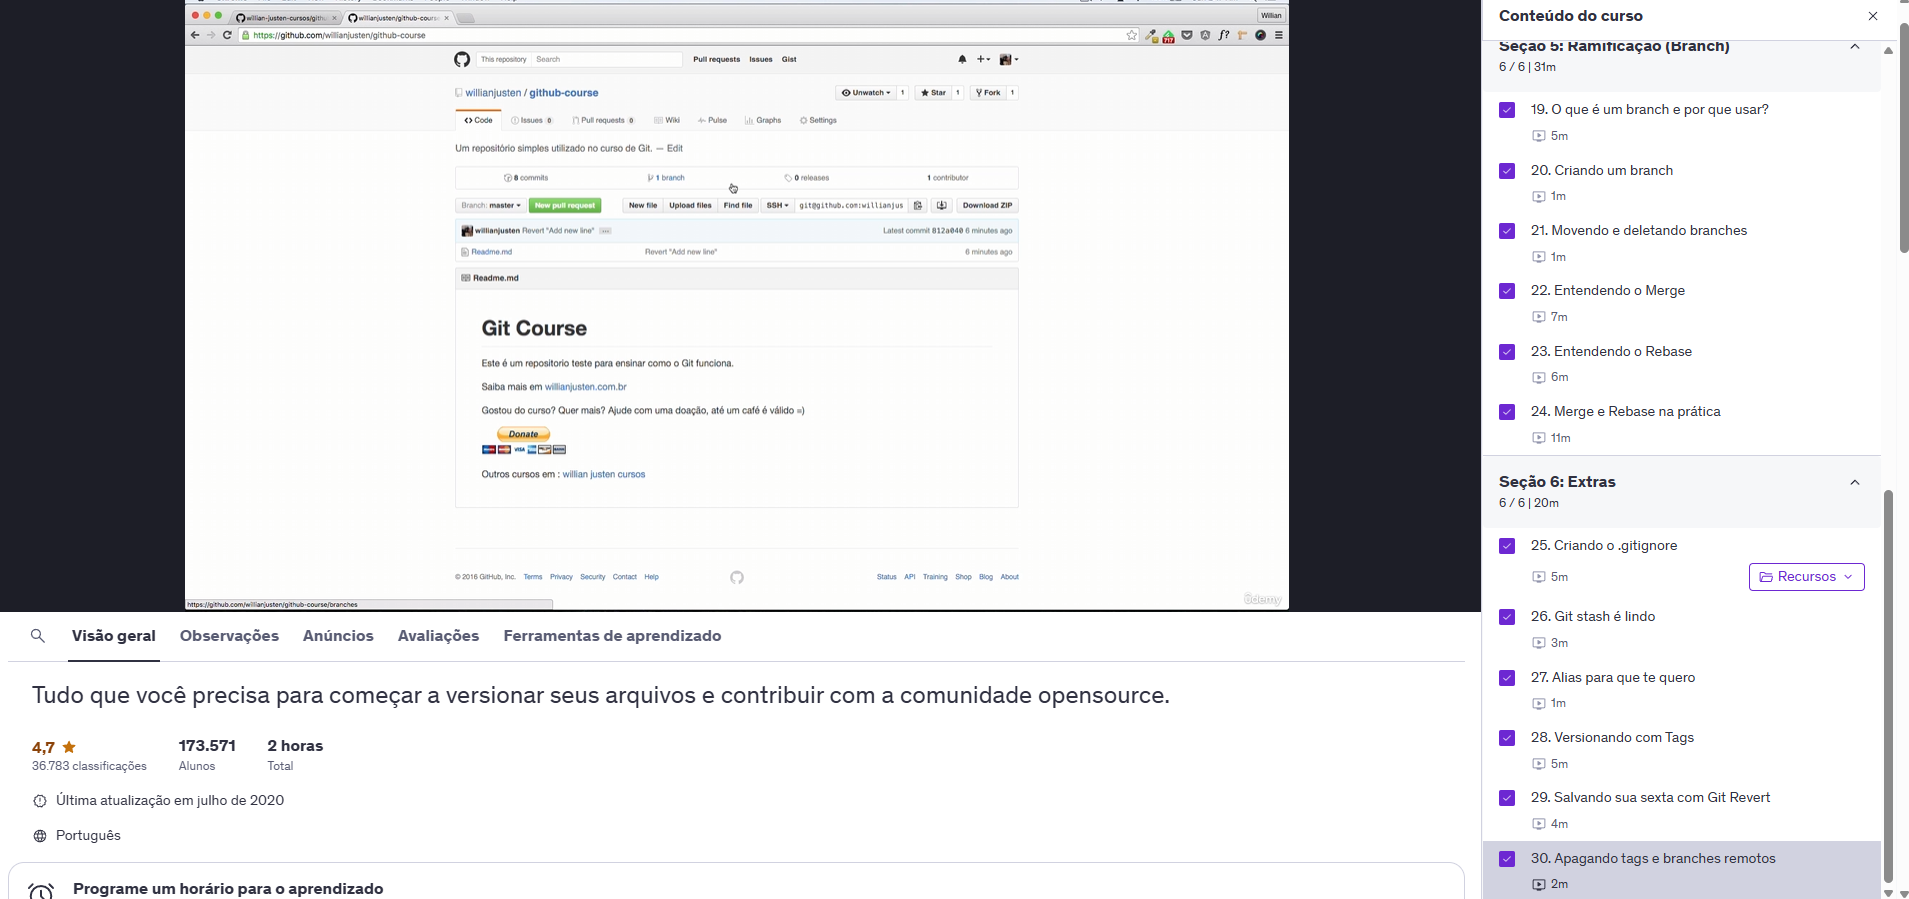 willian-justen-cursos/githu
willianjusten/github-course
Willian
https://github.com/willianjusten/github-course
This repository
Search
Pull requests
Issues
Gist
willianjusten / github-course
Unwatch
1
Star
1
Fork
1
Code
Issues 0
Pull requests 0
Wiki
Pulse
Graphs
Settings
Um repositório simples utilizado no curso de Git. — Edit
8 commits
1 branch
0 releases
1 contributor
Branch: master
New pull request
New file
Upload files
Find file
SSH
git@github.com:willianjus
Download ZIP
willianjusten Revert "Add new line"
Latest commit 812a040 6 minutes ago
Readme.md
Revert "Add new line"
6 minutes ago
Readme.md
Git Course
Este é um repositorio teste para ensinar como o Git funciona.
Saiba mais em willianjusten.com.br
Gostou do curso? Quer mais? Ajude com uma doação, até um café é válido =)
Donate
VISA
Outros cursos em : willian justen cursos
© 2016 GitHub, Inc.
Terms
Privacy
Security
Contact
Help
Status
API
Training
Shop
Blog
About
https://github.com/willianjusten/github-course/branches
ûdemy
Visão geral
Observações
Anúncios
Avaliações
Ferramentas de aprendizado
Tudo que você precisa para começar a versionar seus arquivos e contribuir com a comunidade opensource.
4,7
36.783 classificações
173.571
Alunos
2 horas
Total
Última atualização em julho de 2020
Português
Programe um horário para o aprendizado
Conteúdo do curso
Seção 5: Ramificação (Branch)
6 / 6 | 31m
19. O que é um branch e por que usar?
5m
20. Criando um branch
1m
21. Movendo e deletando branches
1m
22. Entendendo o Merge
7m
23. Entendendo o Rebase
6m
24. Merge e Rebase na prática
11m
Seção 6: Extras
6 / 6 | 20m
25. Criando o .gitignore
5m
Recursos
26. Git stash é lindo
3m
27. Alias para que te quero
1m
28. Versionando com Tags
5m
29. Salvando sua sexta com Git Revert
4m
30. Apagando tags e branches remotos
2m